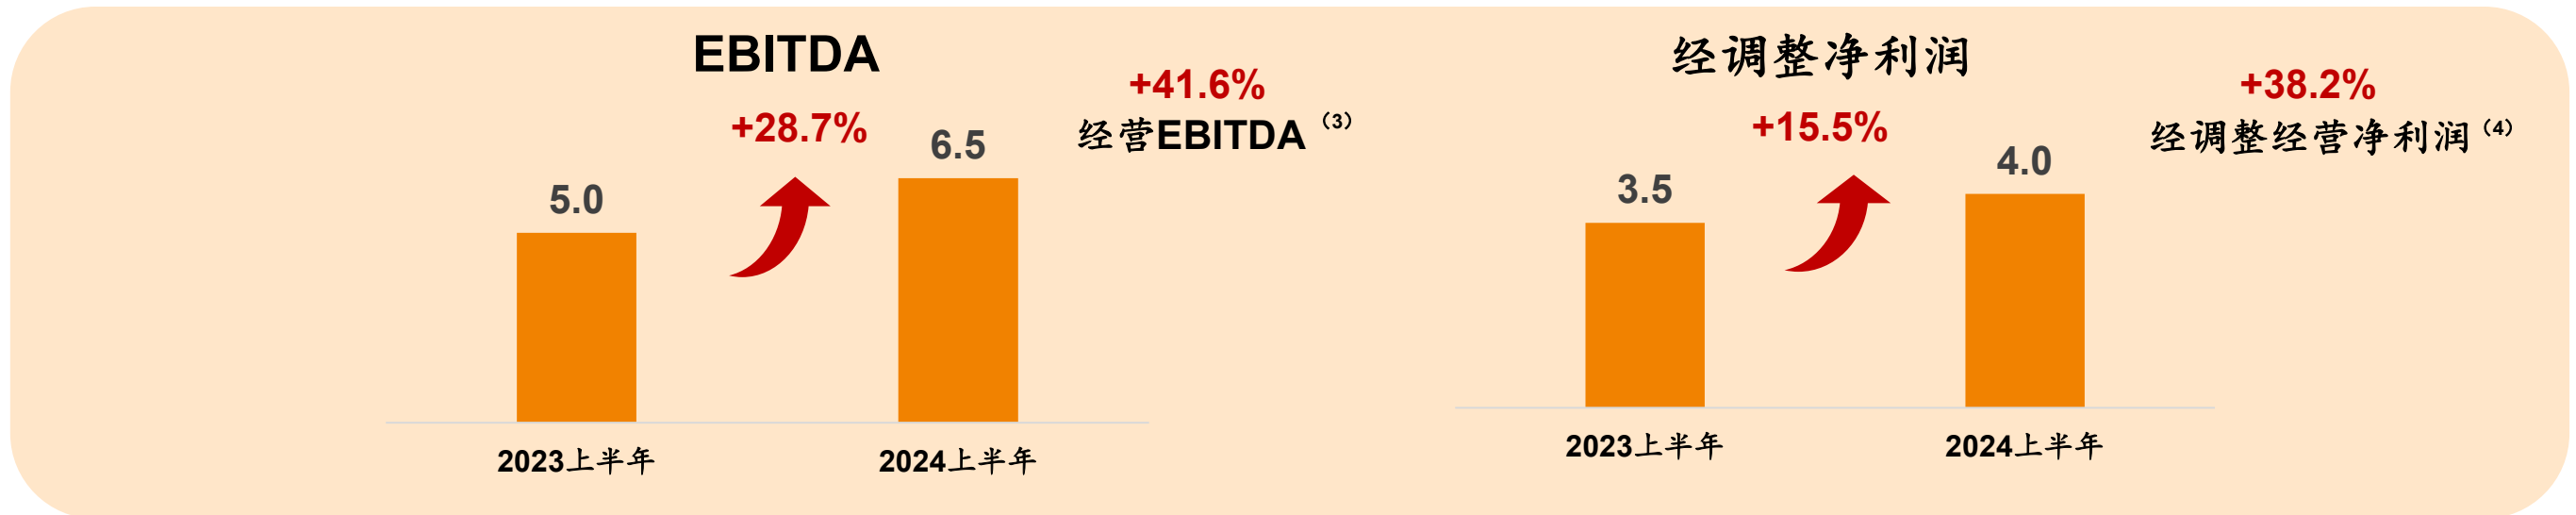 EBITDA
+28.7%
+41.6%
经营EBITDA（3）
5.0
6.5
2023上半年
2024上半年
经调整净利润
+15.5%
+38.2%
经调整经营净利润（4）
3.5
4.0
2023上半年
2024上半年